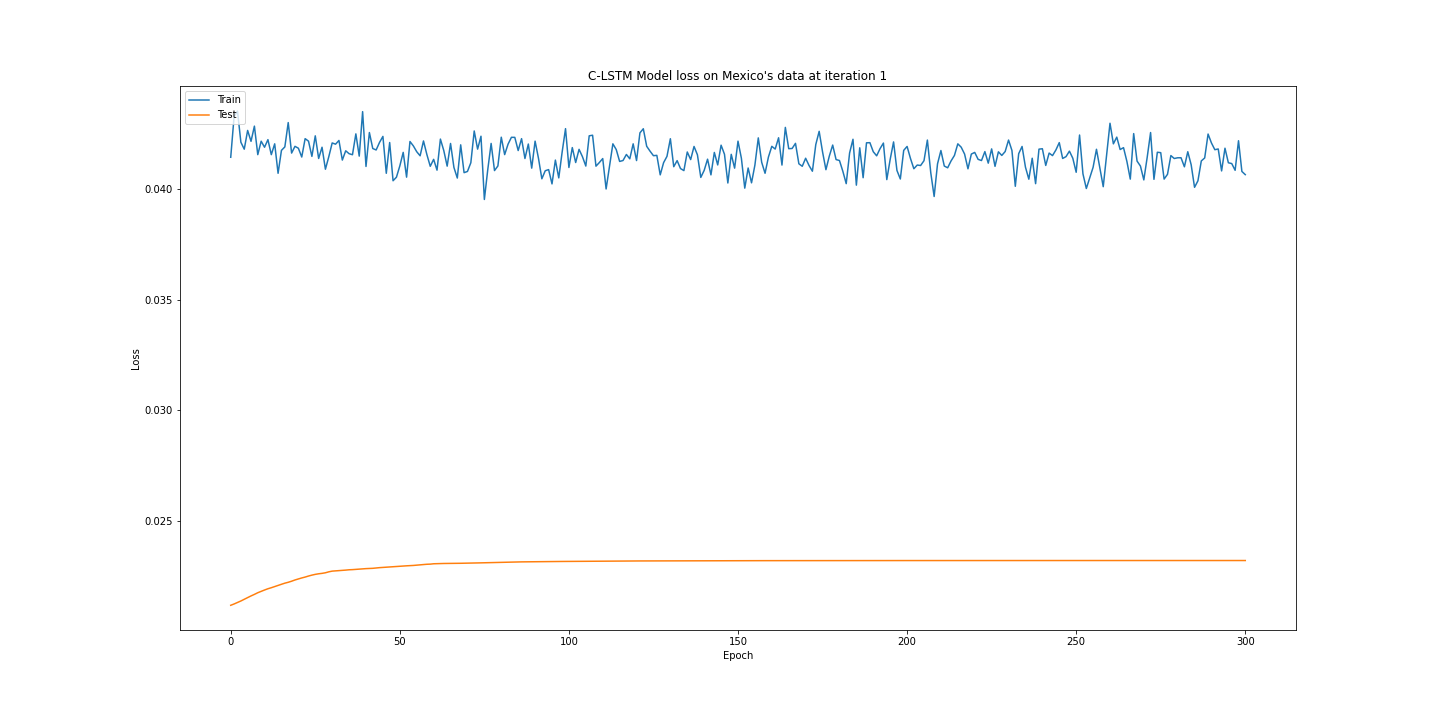 C-LSTM Model loss on Mexico's data at iteration 1
Train
Test
0.040
0.035
0.030
0.025
Loss
0 50 100 150 200 250 300
Epoch